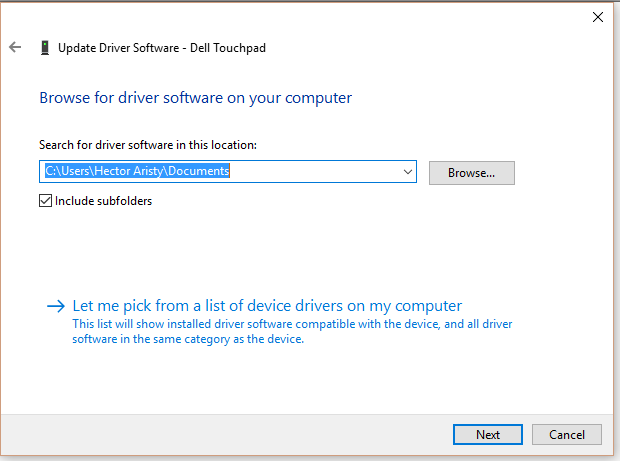 Update Driver Software - Dell Touchpad
Browse for driver software on your computer
Search for driver software in this location:
C:\Users\Hector Aristy\Documents
Browse...
Include subfolders
Let me pick from a list of device drivers on my computer
This list will show installed driver software compatible with the device, and all driver
software in the same category as the device.
Next
Cancel